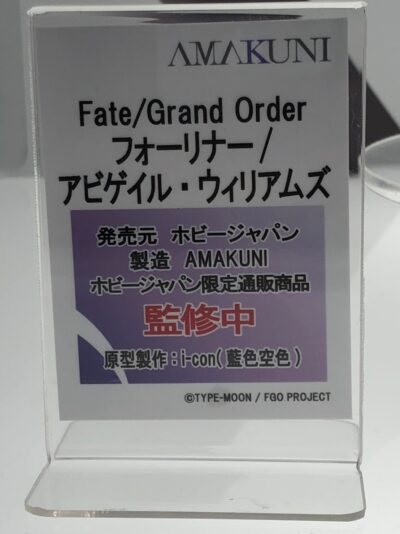 AMAKUNI
Fate/Grand Order
フォーリナー/
アビゲイル・ウィリアムズ
発売元 ホビージャパン
製造 AMAKUNI
ホビージャパン限定通販商品
監修中
原型製作:i-con(藍色空色)
©TYPE-MOON / FGO PROJECT